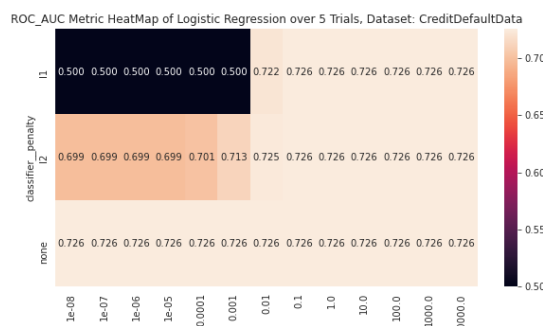 ROC_AUC Metric HeatMap of Logistic Regression over 5 Trials, Dataset: CreditDefaultData
classifier__penalty
l1
0.500 0.500 0.500 0.500 0.500 0.500 0.722 0.726 0.726 0.726 0.726 0.726 0.726
l2
0.699 0.699 0.699 0.699 0.701 0.713 0.725 0.726 0.726 0.726 0.726 0.726 0.726
none
0.726 0.726 0.726 0.726 0.726 0.726 0.726 0.726 0.726 0.726 0.726 0.726 0.726
1e-08 1e-07 1e-06 1e-05 0.0001 0.001 0.01 0.1 1.0 10.0 100.0 1000.0 0000.0
0.70
0.65
0.60
0.55
0.50